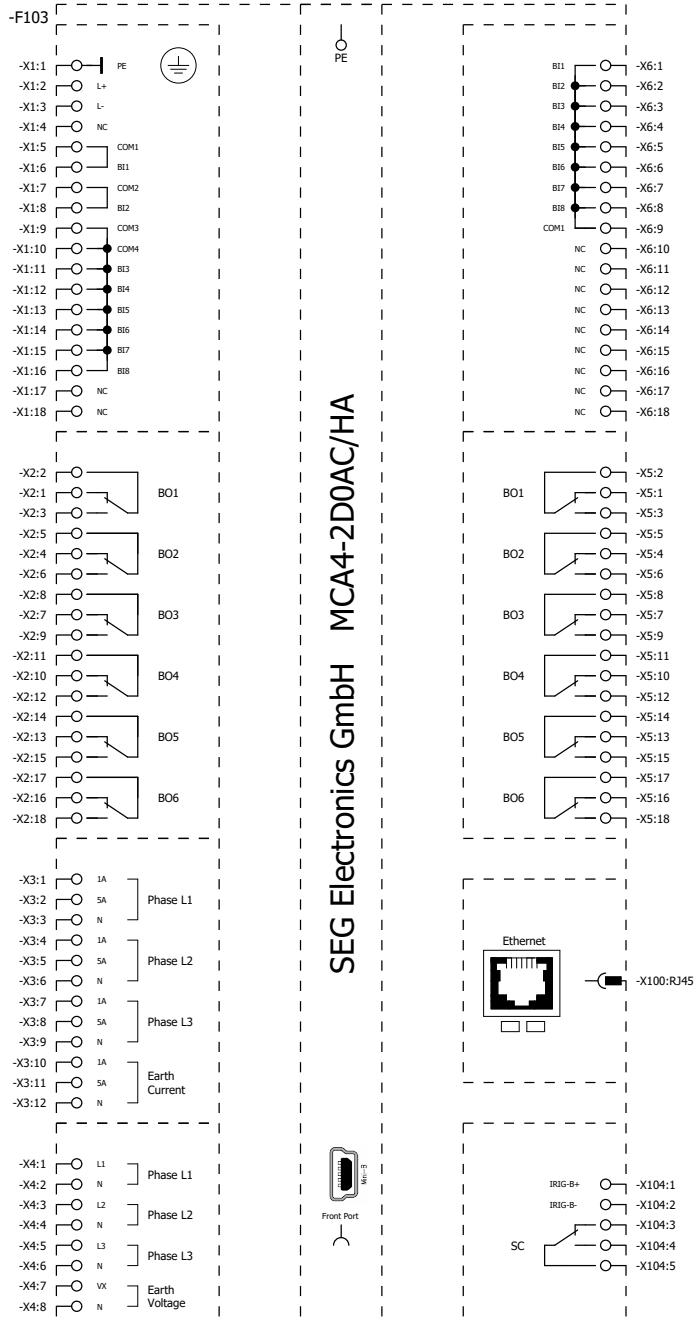 -F103
PE
-X1:1 PE
-X1:2 L+
-X1:3 L-
-X1:4 NC
-X1:5 COM1
-X1:6 BI1
-X1:7 COM2
-X1:8 BI2
-X1:9 COM3
-X1:10 COM4
-X1:11 BI3
-X1:12 BI4
-X1:13 BI5
-X1:14 BI6
-X1:15 BI7
-X1:16 BI8
-X1:17 NC
-X1:18 NC
-X2:2
-X2:1 BO1
-X2:3
-X2:5
-X2:4 BO2
-X2:6
-X2:8
-X2:7 BO3
-X2:9
-X2:11
-X2:10 BO4
-X2:12
-X2:14
-X2:13 BO5
-X2:15
-X2:17
-X2:16 BO6
-X2:18
-X3:1 1A
-X3:2 5A Phase L1
-X3:3 N
-X3:4 1A
-X3:5 5A Phase L2
-X3:6 N
-X3:7 1A
-X3:8 5A Phase L3
-X3:9 N
-X3:10 1A
-X3:11 5A Earth
Current
-X3:12 N
-X4:1 L1
Phase L1
-X4:2 N
-X4:3 L2
Phase L2
-X4:4 N
-X4:5 L3
Phase L3
-X4:6 N
-X4:7 VX Earth
Voltage
-X4:8 N
SEG Electronics GmbH MCA4-2D0AC/HA
Mini-B
Front Port
BI1 -X6:1
BI2 -X6:2
BI3 -X6:3
BI4 -X6:4
BI5 -X6:5
BI6 -X6:6
BI7 -X6:7
BI8 -X6:8
COM1 -X6:9
NC -X6:10
NC -X6:11
NC -X6:12
NC -X6:13
NC -X6:14
NC -X6:15
NC -X6:16
NC -X6:17
NC -X6:18
-X5:2
BO1 -X5:1
-X5:3
-X5:5
BO2 -X5:4
-X5:6
-X5:8
BO3 -X5:7
-X5:9
-X5:11
BO4 -X5:10
-X5:12
-X5:14
BO5 -X5:13
-X5:15
-X5:17
BO6 -X5:16
-X5:18
Ethernet
-X100:RJ45
IRIG-B+ -X104:1
IRIG-B- -X104:2
-X104:3
SC -X104:4
-X104:5